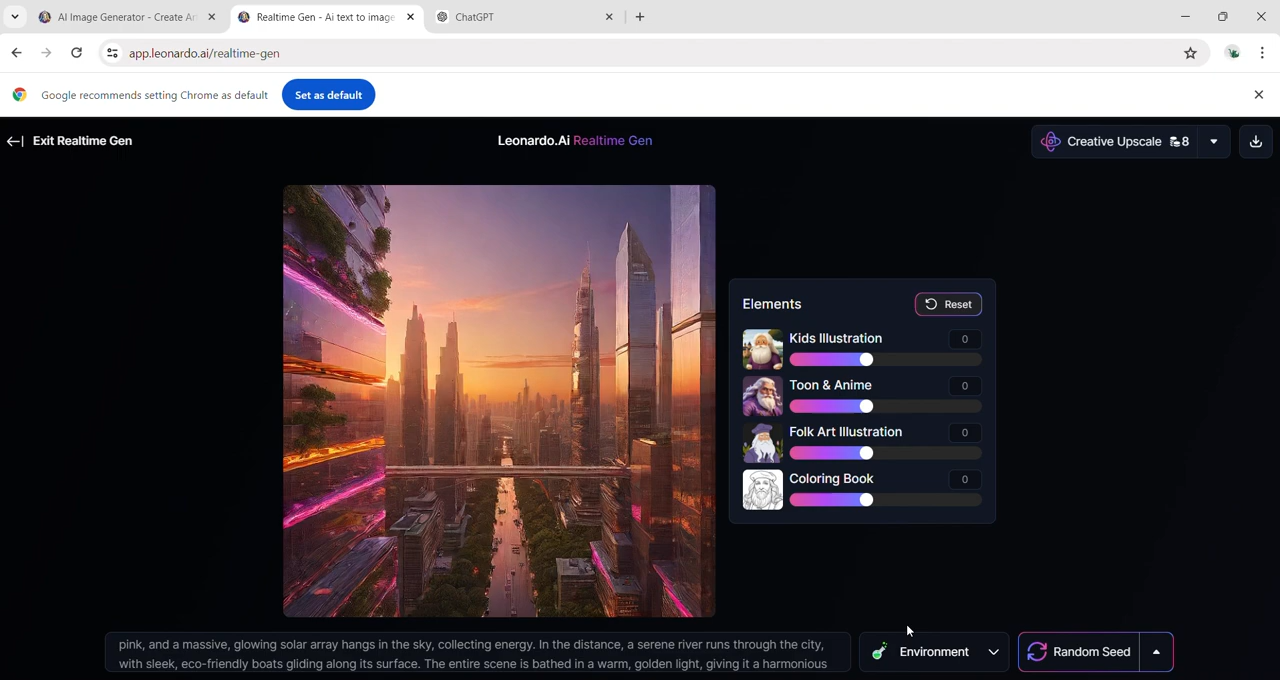 AI Image Generator - Create Ar
Realtime Gen - Ai text to image
ChatGPT
app.leonardo.ai/realtime-gen
Google recommends setting Chrome as default
Set as default
Exit Realtime Gen
Leonardo.Ai Realtime Gen
Creative Upscale 8
Elements
Reset
Kids Illustration 0
Toon & Anime 0
Folk Art Illustration 0
Coloring Book 0
pink, and a massive, glowing solar array hangs in the sky, collecting energy. In the distance, a serene river runs through the city,
with sleek, eco-friendly boats gliding along its surface. The entire scene is bathed in a warm, golden light, giving it a harmonious
Environment
Random Seed